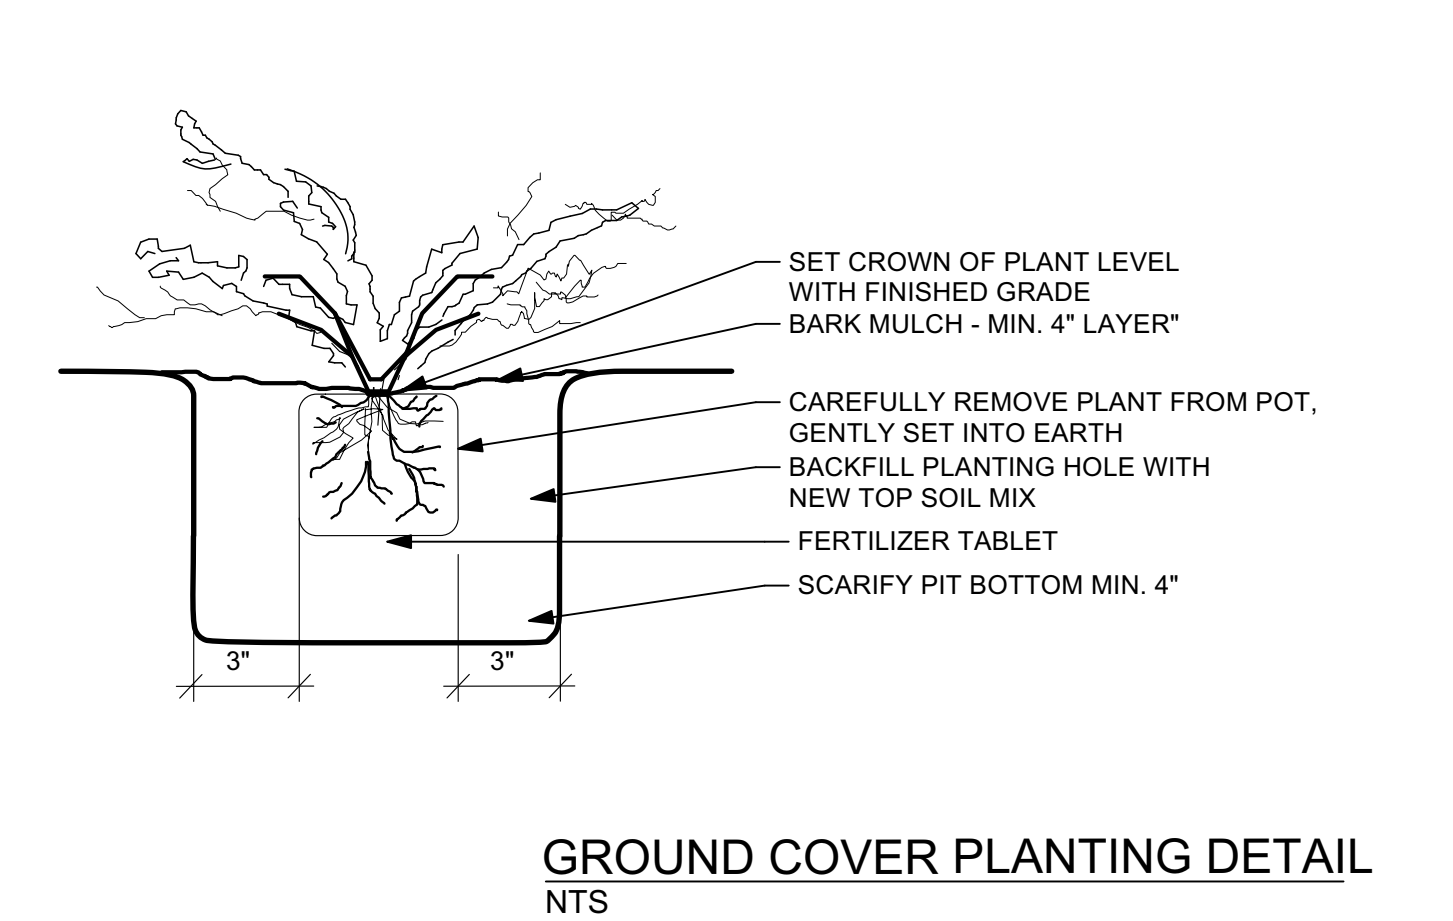 SET CROWN OF PLANT LEVEL
WITH FINISHED GRADE
BARK MULCH - MIN. 4" LAYER"
CAREFULLY REMOVE PLANT FROM POT,
GENTLY SET INTO EARTH
BACKFILL PLANTING HOLE WITH
NEW TOP SOIL MIX
FERTILIZER TABLET
SCARIFY PIT BOTTOM MIN. 4"
3"
3"
GROUND COVER PLANTING DETAIL
NTS